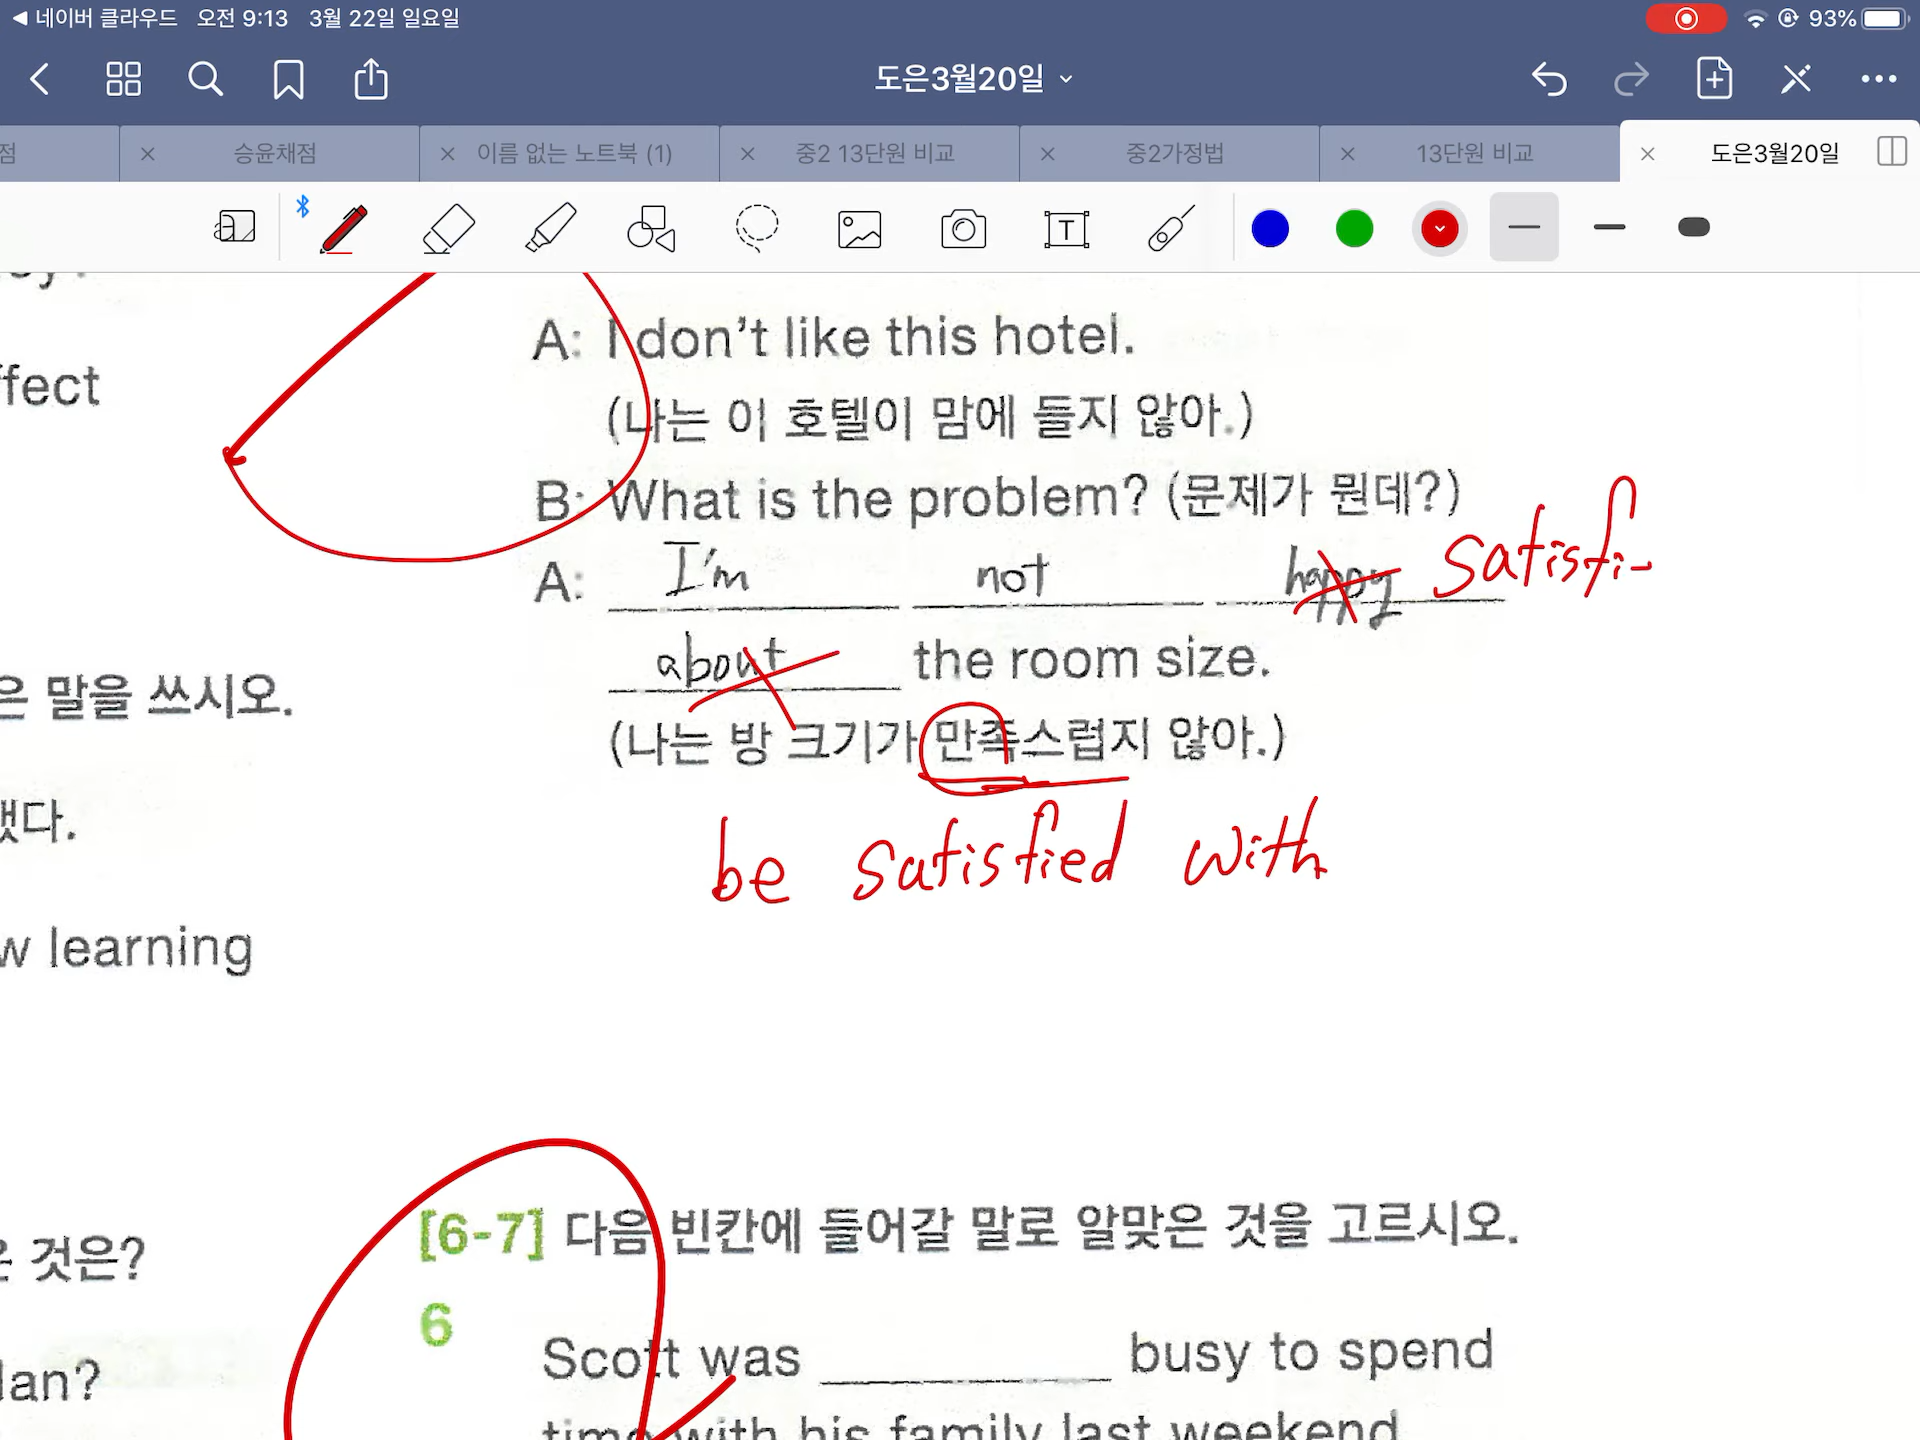 네이버 클라우드 오전 9:13 3월 22일 일요일 93%
도은3월20일
점 승윤채점 이름 없는 노트북 (1) 중2 13단원 비교 중2가정법 13단원 비교 도은3월20일
A: I don't like this hotel.
ffect
(나는 이 호텔이 맘에 들지 않아.)
B: What is the problem? (문제가 뭔데?)
A: I'm not happy satisfi-
about the room size.
은 말을 쓰시오.
(나는 방 크기가 만족스럽지 않아.)
했다.
be satisfied with
w learning
[6-7] 다음 빈칸에 들어갈 말로 알맞은 것을 고르시오.
은 것은?
6
Scott was ________ busy to spend
lan?
time with his family last weekend